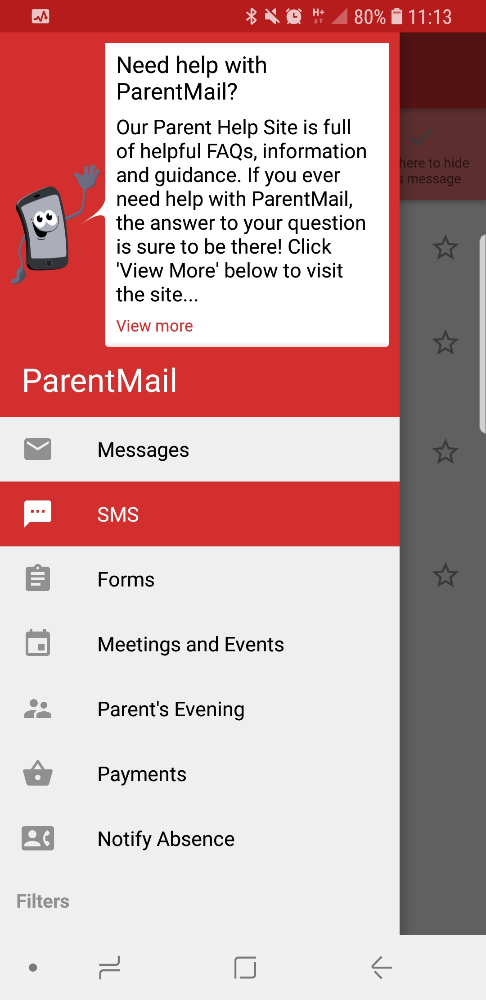 H+ 80% 11:13
Need help with
ParentMail?
Our Parent Help Site is full
of helpful FAQs, information
and guidance. If you ever
need help with ParentMail,
the answer to your question
is sure to be there! Click
'View More' below to visit
the site...
View more
here to hide
s message
ParentMail
Messages
SMS
Forms
Meetings and Events
Parent's Evening
Payments
Notify Absence
Filters